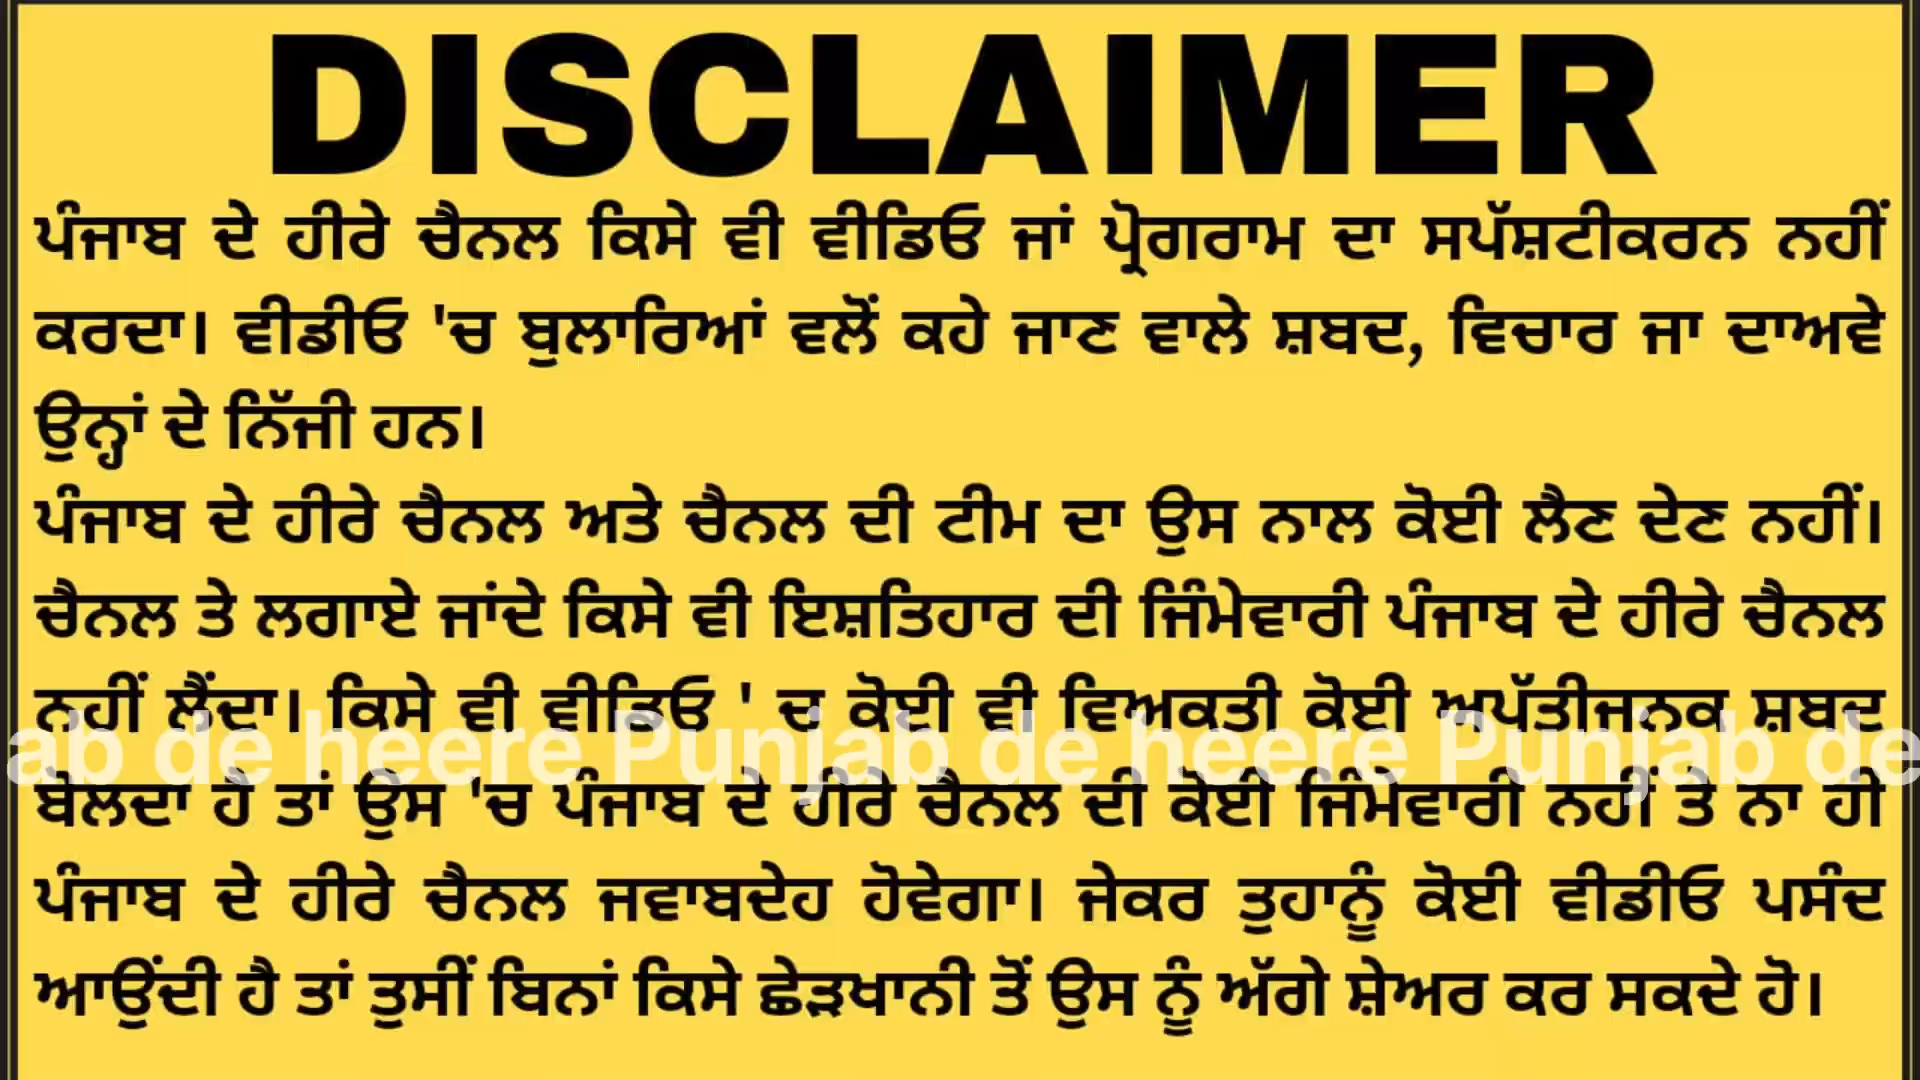 DISCLAIMER
ਪੰਜਾਬ ਦੇ ਹੀਰੇ ਚੈਨਲ ਕਿਸੇ ਵੀ ਵੀਡਿਓ ਜਾਂ ਪ੍ਰੋਗਰਾਮ ਦਾ ਸਪੱਸ਼ਟੀਕਰਨ ਨਹੀਂ
ਕਰਦਾ। ਵੀਡੀਓ 'ਚ ਬੁਲਾਰਿਆਂ ਵਲੋਂ ਕਹੇ ਜਾਣ ਵਾਲੇ ਸ਼ਬਦ, ਵਿਚਾਰ ਜਾ ਦਾਅਵੇ
ਉਨ੍ਹਾਂ ਦੇ ਨਿੱਜੀ ਹਨ।
ਪੰਜਾਬ ਦੇ ਹੀਰੇ ਚੈਨਲ ਅਤੇ ਚੈਨਲ ਦੀ ਟੀਮ ਦਾ ਉਸ ਨਾਲ ਕੋਈ ਲੈਣ ਦੇਣ ਨਹੀਂ।
ਚੈਨਲ ਤੇ ਲਗਾਏ ਜਾਂਦੇ ਕਿਸੇ ਵੀ ਇਸ਼ਤਿਹਾਰ ਦੀ ਜਿੰਮੇਵਾਰੀ ਪੰਜਾਬ ਦੇ ਹੀਰੇ ਚੈਨਲ
ਨਹੀਂ ਲੈਂਦਾ। ਕਿਸੇ ਵੀ ਵੀਡਿਓ ' ਚ ਕੋਈ ਵੀ ਵਿਅਕਤੀ ਕੋਈ ਅਪੱਤੀਜਨਕ ਸ਼ਬਦ
ab de heere Punjab de heere Punjab de
ਬੋਲਦਾ ਹੈ ਤਾਂ ਉਸ 'ਚ ਪੰਜਾਬ ਦੇ ਹੀਰੇ ਚੈਨਲ ਦੀ ਕੋਈ ਜਿੰਮੇਵਾਰੀ ਨਹੀਂ ਤੇ ਨਾ ਹੀ
ਪੰਜਾਬ ਦੇ ਹੀਰੇ ਚੈਨਲ ਜਵਾਬਦੇਹ ਹੋਵੇਗਾ। ਜੇਕਰ ਤੁਹਾਨੂੰ ਕੋਈ ਵੀਡੀਓ ਪਸੰਦ
ਆਉਂਦੀ ਹੈ ਤਾਂ ਤੁਸੀਂ ਬਿਨਾਂ ਕਿਸੇ ਛੇੜਖਾਨੀ ਤੋਂ ਉਸ ਨੂੰ ਅੱਗੇ ਸ਼ੇਅਰ ਕਰ ਸਕਦੇ ਹੋ।